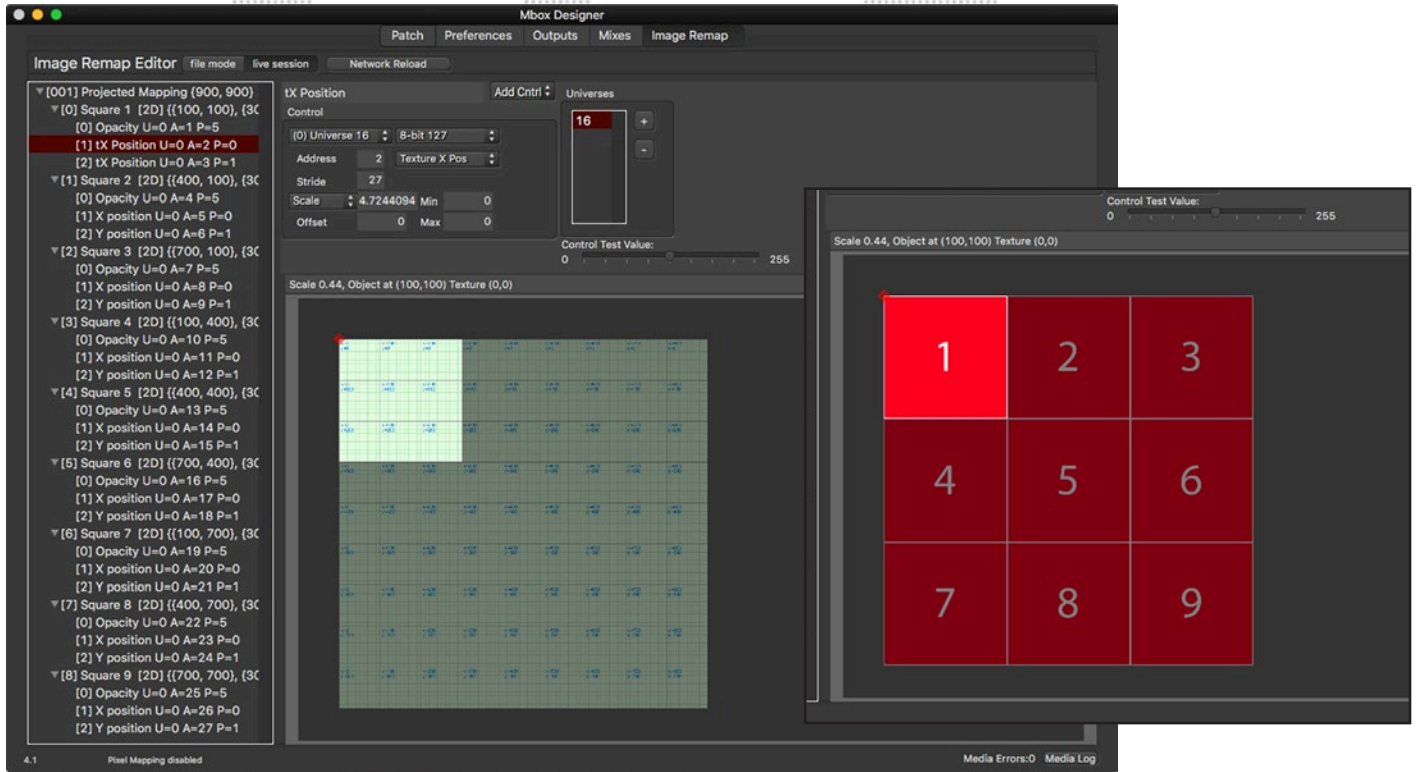 Mbox Designer
Patch Preferences Outputs Mixes Image Remap
Image Remap Editor file mode live session Network Reload
[001] Projected Mapping {900, 900}
[0] Square 1 [2D] {{100, 100}, {30
[0] Opacity U=0 A=1 P=5
[1] tX Position U=0 A=2 P=0
[2] tX Position U=0 A=3 P=1
[1] Square 2 [2D] {{400, 100}, {30
[0] Opacity U=0 A=4 P=5
[1] X position U=0 A=5 P=0
[2] Y position U=0 A=6 P=1
[2] Square 3 [2D] {{700, 100}, {30
[0] Opacity U=0 A=7 P=5
[1] X position U=0 A=8 P=0
[2] Y position U=0 A=9 P=1
[3] Square 4 [2D] {{100, 400}, {30
[0] Opacity U=0 A=10 P=5
[1] X position U=0 A=11 P=0
[2] Y position U=0 A=12 P=1
[4] Square 5 [2D] {{400, 400}, {30
[0] Opacity U=0 A=13 P=5
[1] X position U=0 A=14 P=0
[2] Y position U=0 A=15 P=1
[5] Square 6 [2D] {{700, 400}, {30
[0] Opacity U=0 A=16 P=5
[1] X position U=0 A=17 P=0
[2] Y position U=0 A=18 P=1
[6] Square 7 [2D] {{100, 700}, {30
[0] Opacity U=0 A=19 P=5
[1] X position U=0 A=20 P=0
[2] Y position U=0 A=21 P=1
[7] Square 8 [2D] {{400, 700}, {30
[0] Opacity U=0 A=22 P=5
[1] X position U=0 A=23 P=0
[2] Y position U=0 A=24 P=1
[8] Square 9 [2D] {{700, 700}, {30
[0] Opacity U=0 A=25 P=5
[1] X position U=0 A=26 P=0
[2] Y position U=0 A=27 P=1
tX Position Add Cntrl
Control
(0) Universe 16 8-bit 127
Address 2 Texture X Pos
Stride 27
Scale 4.7244094 Min 0
Offset 0 Max 0
Universes
16
+
-
Control Test Value:
0 255
Scale 0.44, Object at (100,100) Texture (0,0)
Control Test Value:
0 255
Scale 0.44, Object at (100,100) Texture (0,0)
1 2 3
4 5 6
7 8 9
4.1 Pixel Mapping disabled Media Errors:0 Media Log